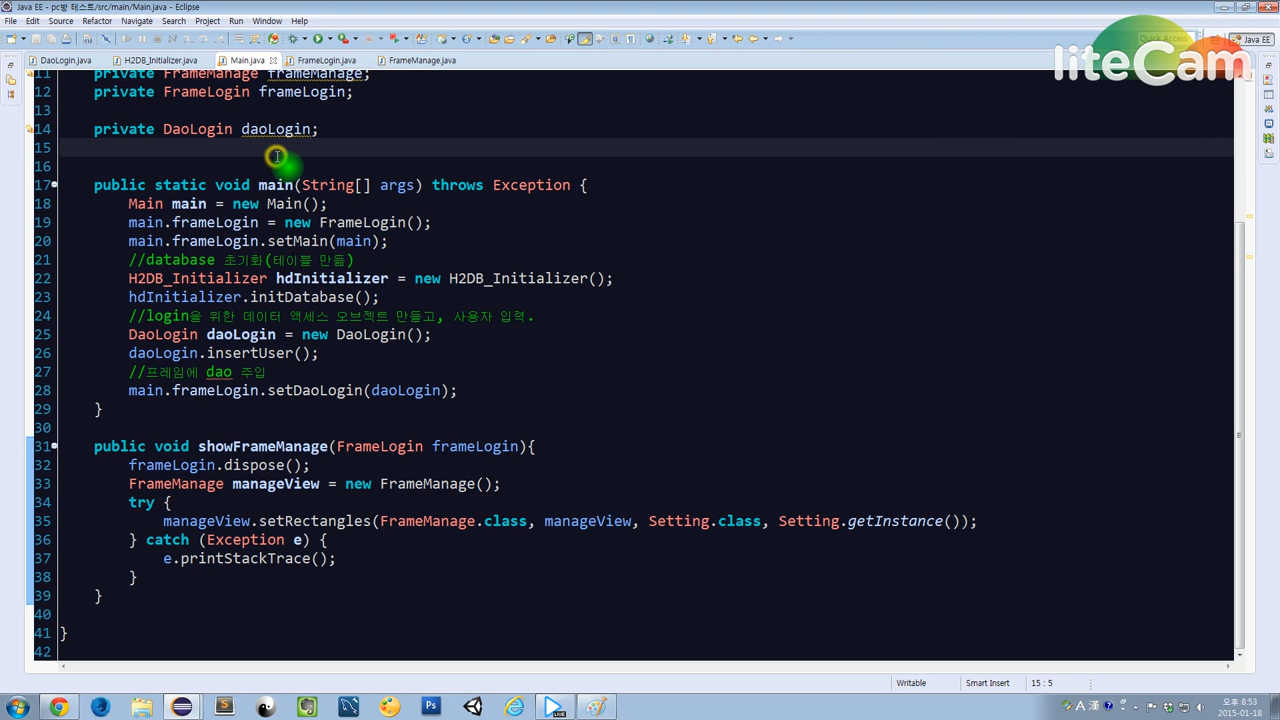 Java EE - pc방 테스트/src/main/Main.java - Eclipse
File Edit Source Refactor Navigate Search Project Run Window Help
Quick Access Java EE
liteCam
DaoLogin.java H2DB_Initializer.java Main.java FrameLogin.java FrameManage.java
11 private FrameManage frameManage;
12 private FrameLogin frameLogin;
13
14 private DaoLogin daoLogin;
15
16
17 public static void main(String[] args) throws Exception {
18 Main main = new Main();
19 main.frameLogin = new FrameLogin();
20 main.frameLogin.setMain(main);
21 //database 초기화(테이블 만듦)
22 H2DB_Initializer hdInitializer = new H2DB_Initializer();
23 hdInitializer.initDatabase();
24 //login을 위한 데이터 액세스 오브젝트 만들고, 사용자 입력.
25 DaoLogin daoLogin = new DaoLogin();
26 daoLogin.insertUser();
27 //프레임에 dao 주입
28 main.frameLogin.setDaoLogin(daoLogin);
29 }
30
31 public void showFrameManage(FrameLogin frameLogin){
32 frameLogin.dispose();
33 FrameManage manageView = new FrameManage();
34 try {
35 manageView.setRectangles(FrameManage.class, manageView, Setting.class, Setting.getInstance());
36 } catch (Exception e) {
37 e.printStackTrace();
38 }
39 }
40
41 }
42
Writable Smart Insert 15 : 5
Ps LIVE A 漢 오후 8:53
2015-01-18